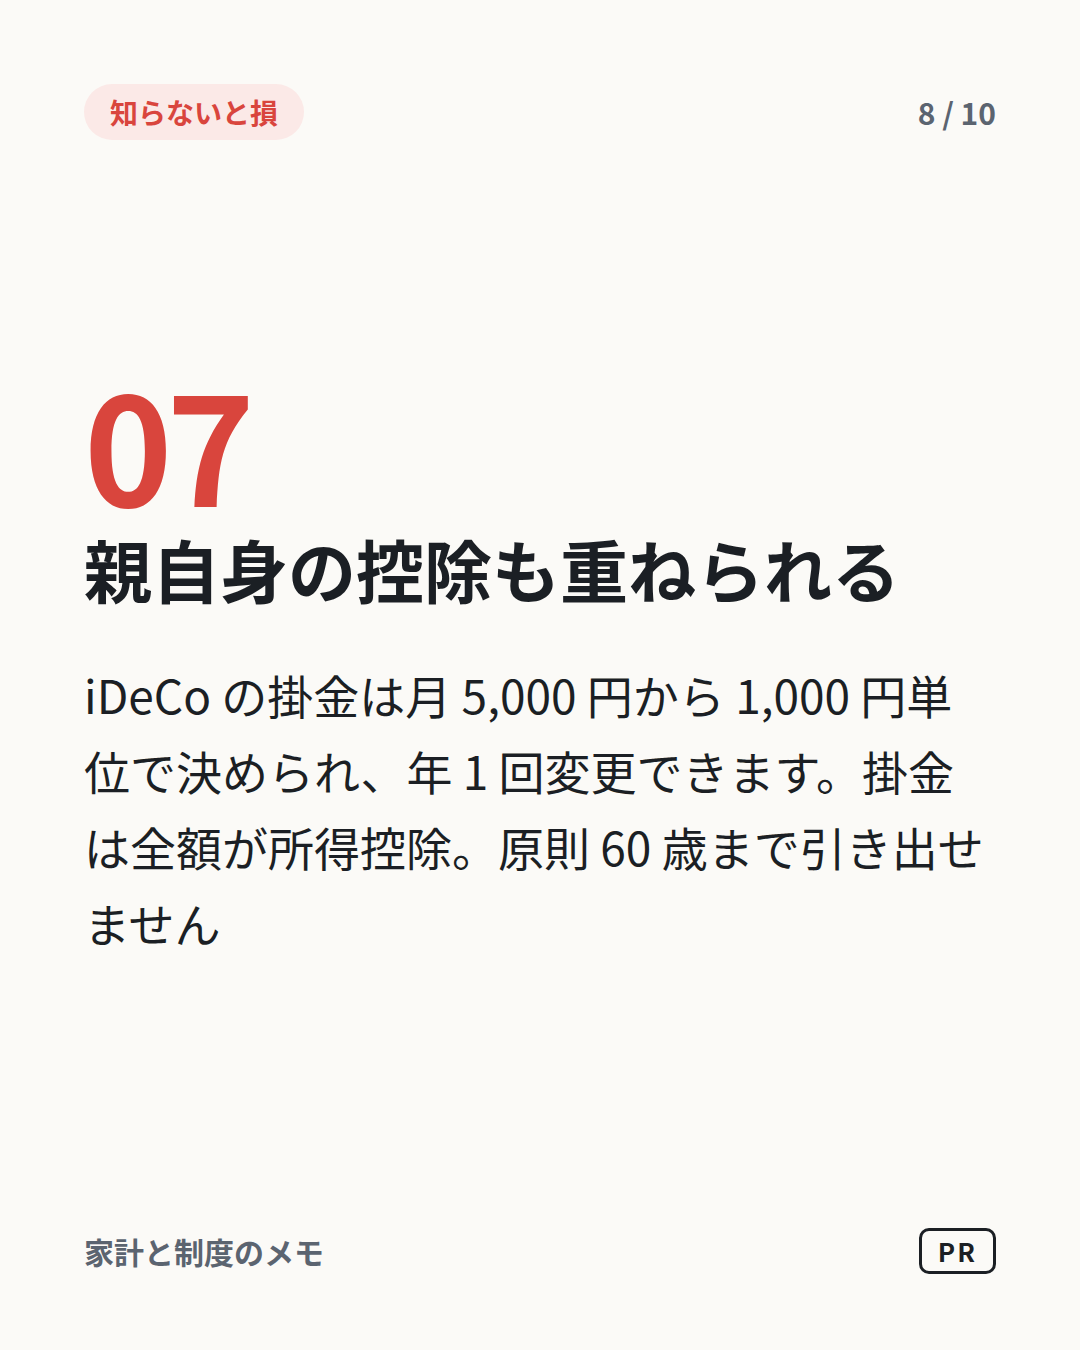 知らないと損
8 / 10
07
親自身の控除も重ねられる
iDeCo の掛金は月 5,000 円から 1,000 円単
位で決められ、年 1 回変更できます。掛金
は全額が所得控除。原則 60 歳まで引き出せ
ません
家計と制度のメモ
PR